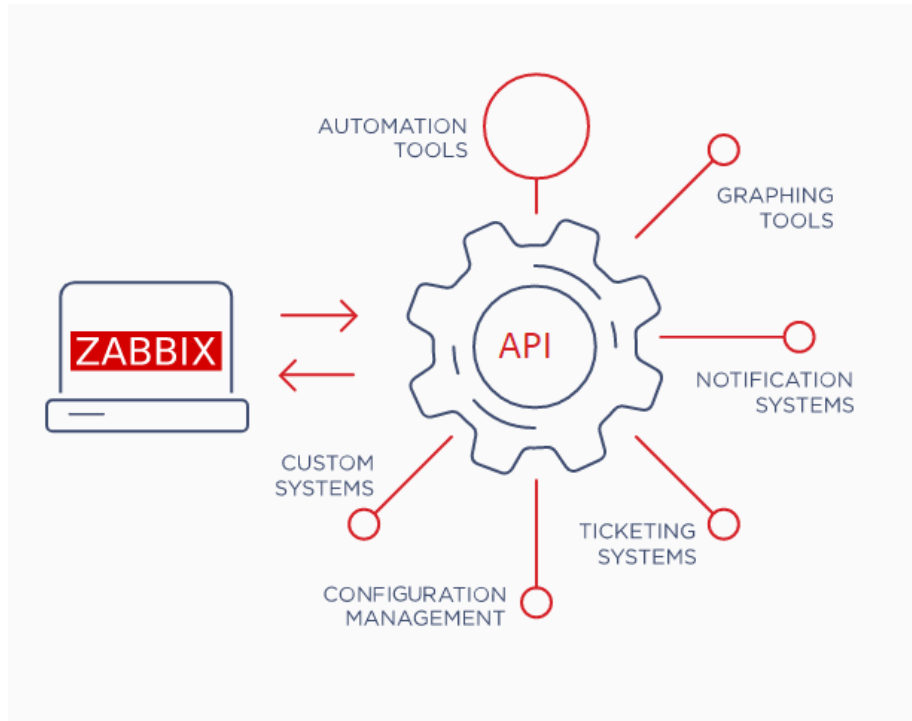 AUTOMATION
TOOLS
GRAPHING
TOOLS
ZABBIX
API
NOTIFICATION
SYSTEMS
CUSTOM
SYSTEMS
TICKETING
SYSTEMS
CONFIGURATION
MANAGEMENT